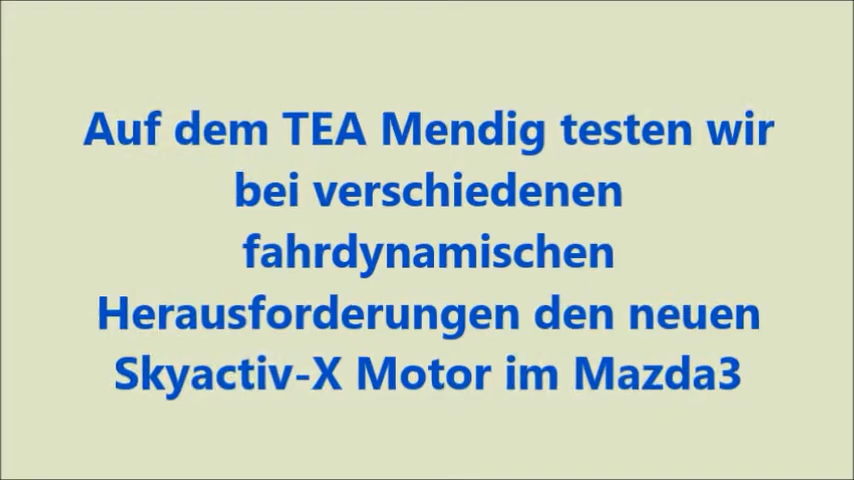 Auf dem TEA Mendig testen wir
bei verschiedenen
fahrdynamischen
Herausforderungen den neuen
Skyactiv-X Motor im Mazda3